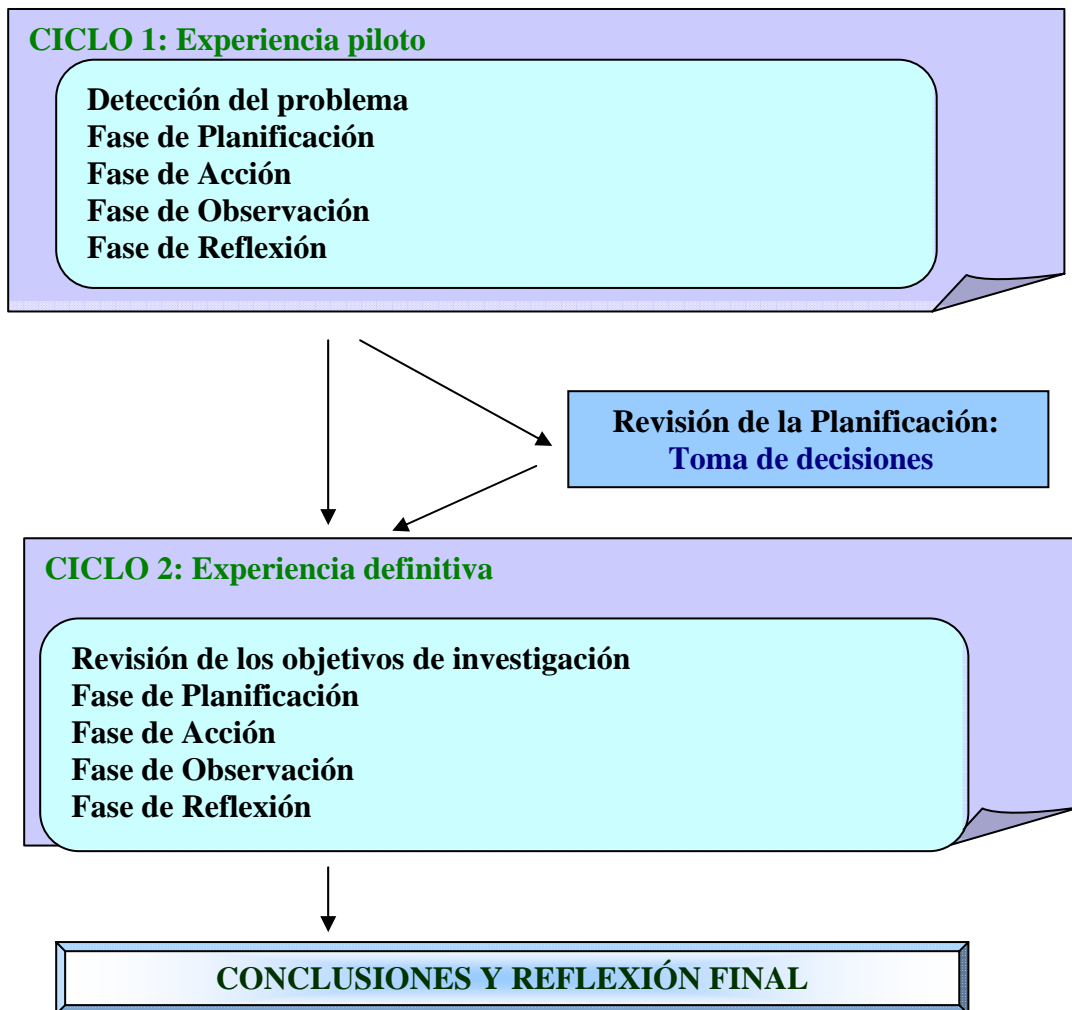 CICLO 1: Experiencia piloto
Detección del problema
Fase de Planificación
Fase de Acción
Fase de Observación
Fase de Reflexión
Revisión de la Planificación:
Toma de decisiones
CICLO 2: Experiencia definitiva
Revisión de los objetivos de investigación
Fase de Planificación
Fase de Acción
Fase de Observación
Fase de Reflexión
CONCLUSIONES Y REFLEXIÓN FINAL